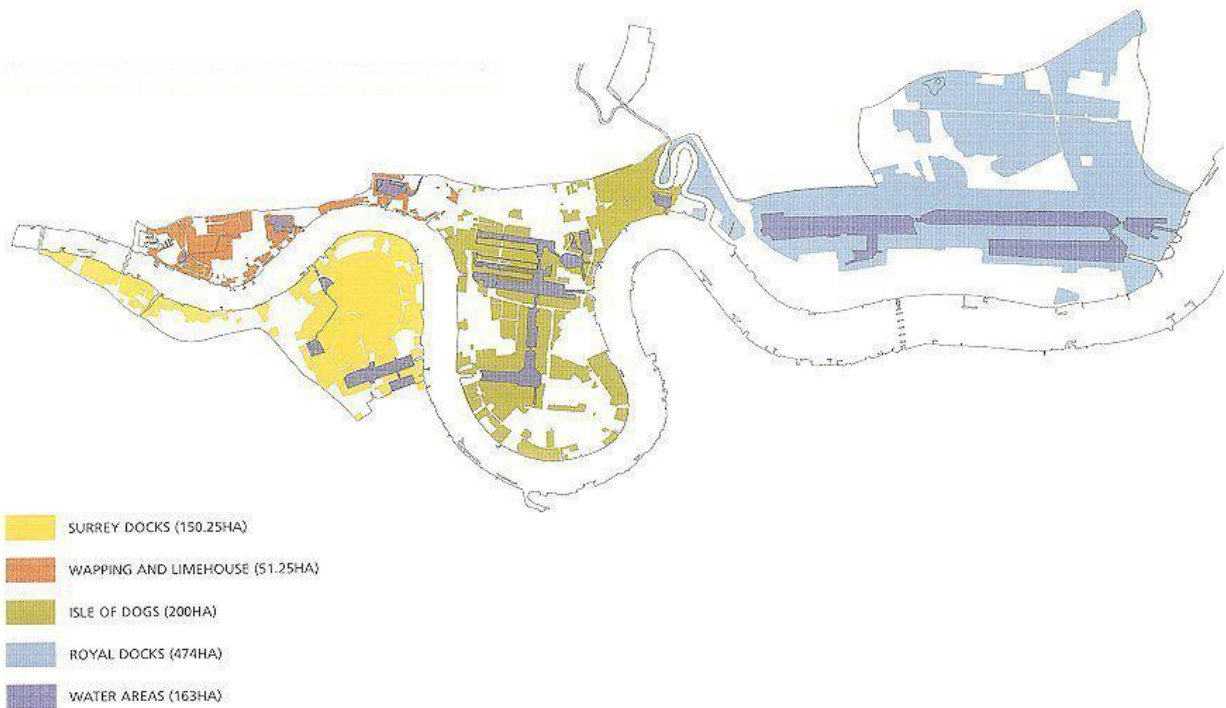 SURREY DOCKS (150.25HA)
WAPPING AND LIMEHOUSE (51.25HA)
ISLE OF DOGS (200HA)
ROYAL DOCKS (474HA)
WATER AREAS (163HA)